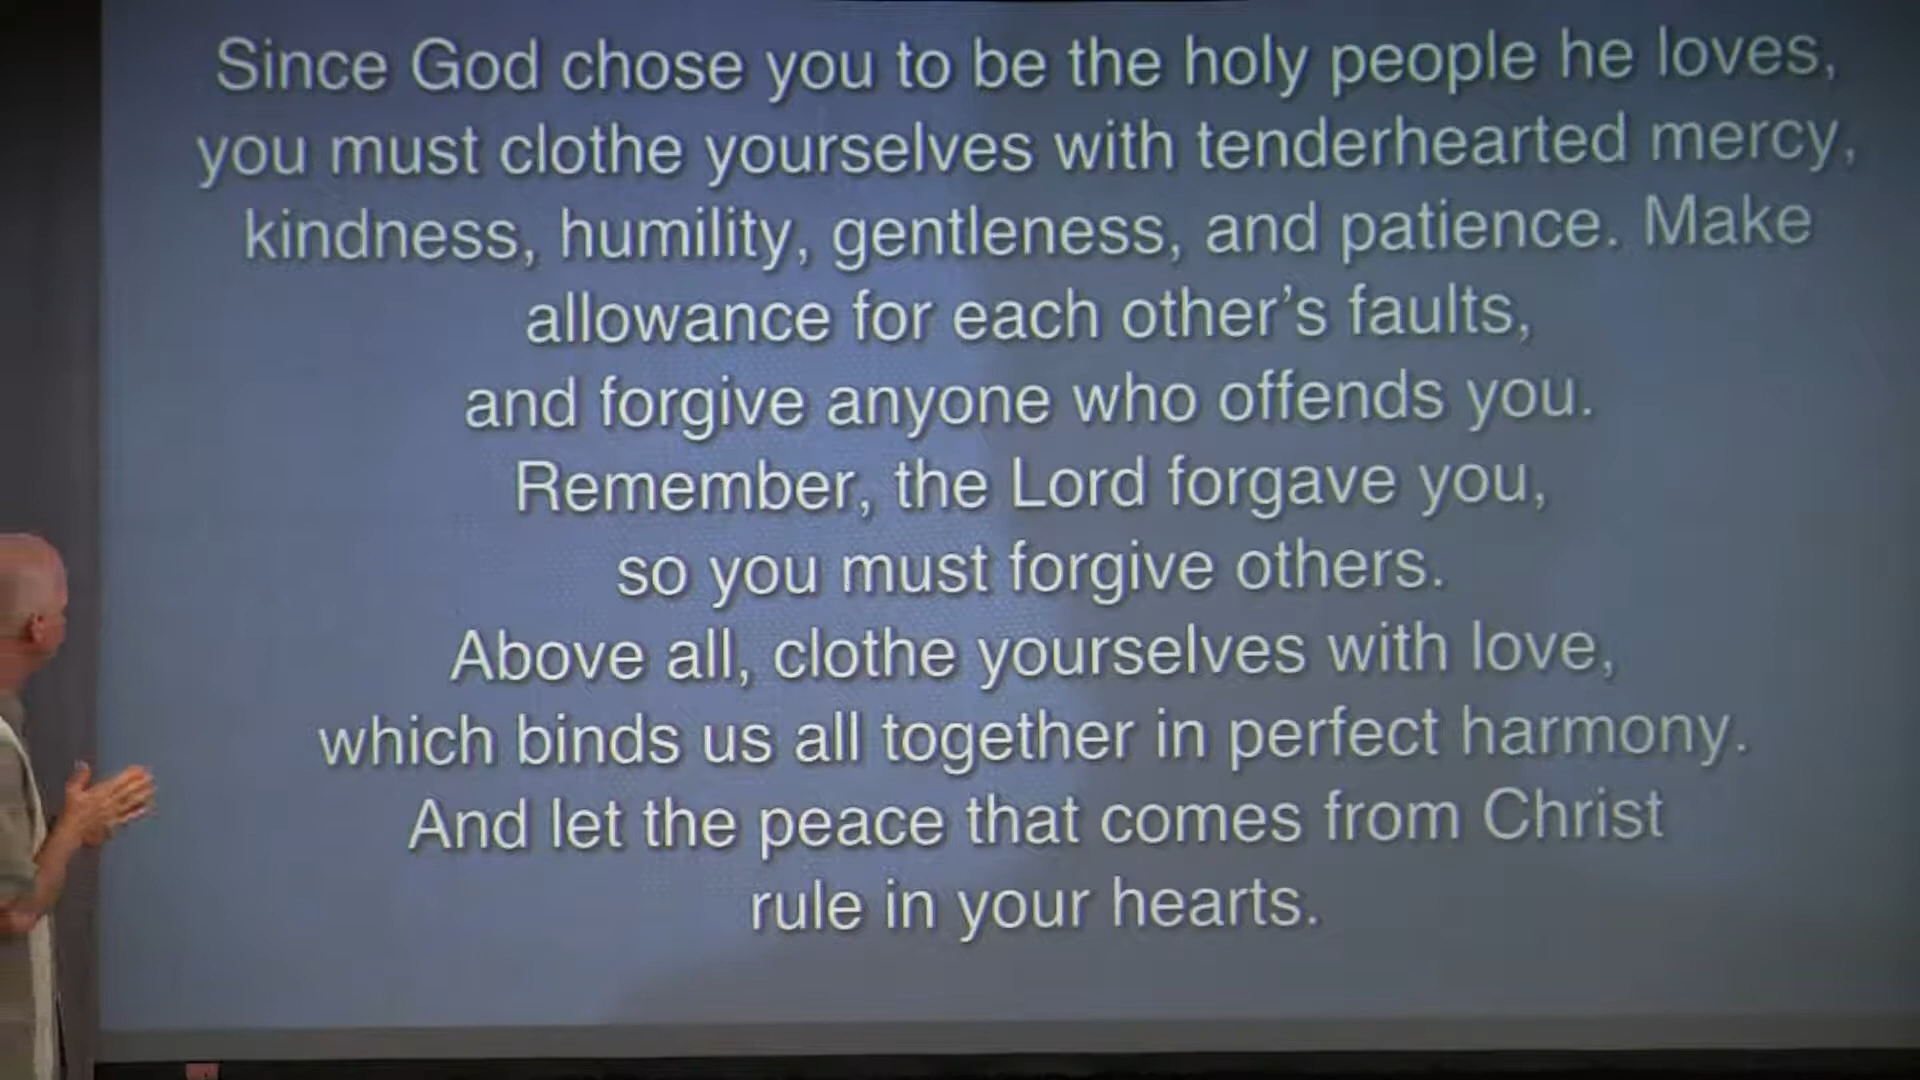 Since God chose you to be the holy people he loves,
you must clothe yourselves with tenderhearted mercy,
kindness, humility, gentleness, and patience. Make
allowance for each other’s faults,
and forgive anyone who offends you.
Remember, the Lord forgave you,
so you must forgive others.
Above all, clothe yourselves with love,
which binds us all together in perfect harmony.
And let the peace that comes from Christ
rule in your hearts.